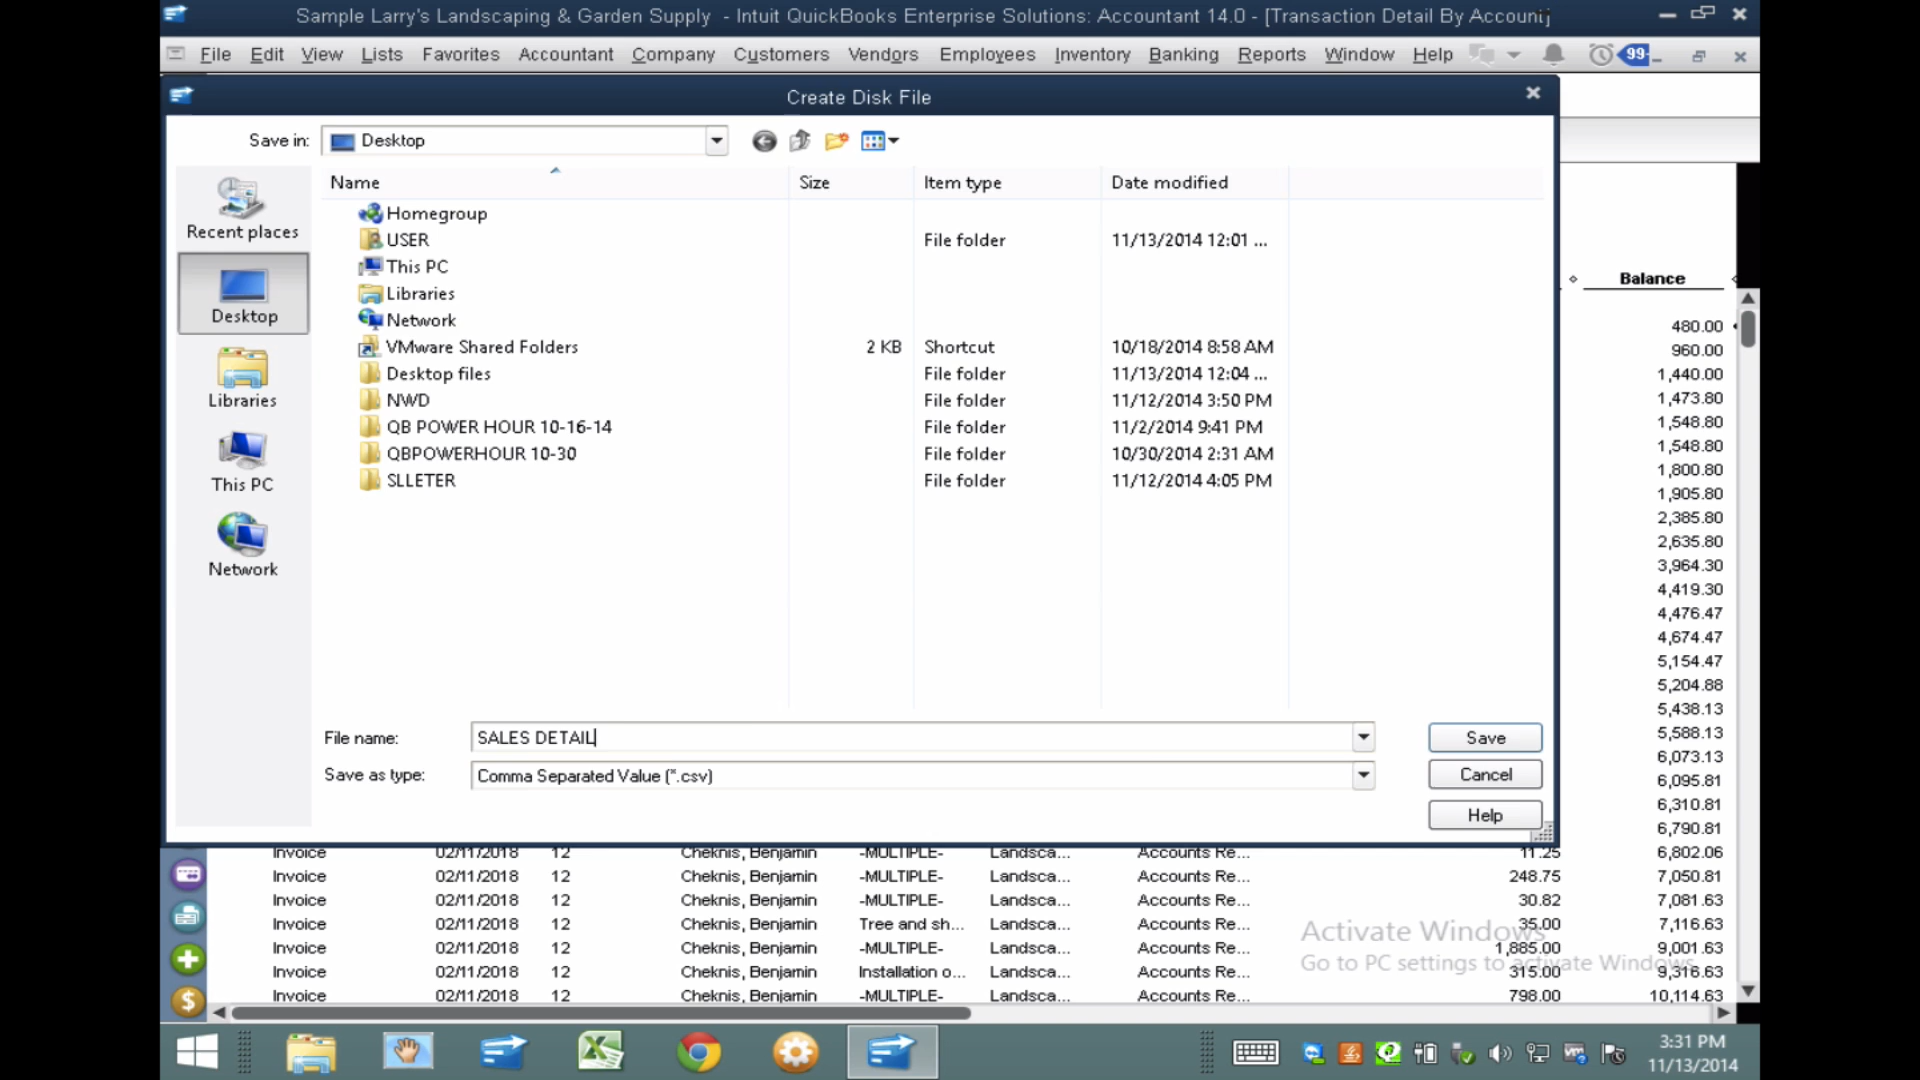 Sample Larry's Landscaping & Garden Supply - Intuit QuickBooks Enterprise Solutions: Accountant 14.0 - [Transaction Detail By Account]
File Edit View Lists Favorites Accountant Company Customers Vendors Employees Inventory Banking Reports Window Help 99
Create Disk File
Save in: Desktop
Name Size Item type Date modified
Recent places
Desktop
Libraries
This PC
Network
Homegroup
USER File folder 11/13/2014 12:01 ...
This PC
Libraries
Network
VMware Shared Folders 2 KB Shortcut 10/18/2014 8:58 AM
Desktop files File folder 11/13/2014 12:04 ...
NWD File folder 11/12/2014 3:50 PM
QB POWER HOUR 10-16-14 File folder 11/2/2014 9:41 PM
QBPOWERHOUR 10-30 File folder 10/30/2014 2:31 AM
SLLETER File folder 11/12/2014 4:05 PM
File name: SALES DETAIL Save
Save as type: Comma Separated Value (*.csv) Cancel
Help
Balance
480.00
960.00
1,440.00
1,473.80
1,548.80
1,548.80
1,800.80
1,905.80
2,385.80
2,635.80
3,964.30
4,419.30
4,476.47
4,674.47
5,154.47
5,204.88
5,438.13
5,588.13
6,073.13
6,095.81
6,310.81
6,790.81
Invoice 02/11/2018 12 Cheknis, Benjamin -MULTIPLE- Landsca... Accounts Re... 11.25 6,802.06
Invoice 02/11/2018 12 Cheknis, Benjamin -MULTIPLE- Landsca... Accounts Re... 248.75 7,050.81
Invoice 02/11/2018 12 Cheknis, Benjamin -MULTIPLE- Landsca... Accounts Re... 30.82 7,081.63
Invoice 02/11/2018 12 Cheknis, Benjamin Tree and sh... Landsca... Accounts Re... 35.00 7,116.63
Invoice 02/11/2018 12 Cheknis, Benjamin -MULTIPLE- Landsca... Accounts Re... 1,885.00 9,001.63
Invoice 02/11/2018 12 Cheknis, Benjamin Installation o... Landsca... Accounts Re... 315.00 9,316.63
Invoice 02/11/2018 12 Cheknis, Benjamin -MULTIPLE- Landsca... Accounts Re... 798.00 10,114.63
Activate Windows
Go to PC settings to activate Windows.
3:31 PM
11/13/2014